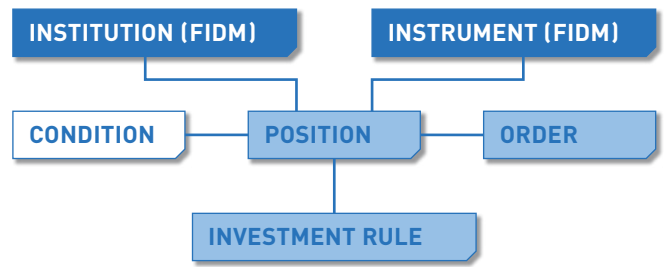 INSTITUTION (FIDM)
INSTRUMENT (FIDM)
CONDITION
POSITION
ORDER
INVESTMENT RULE